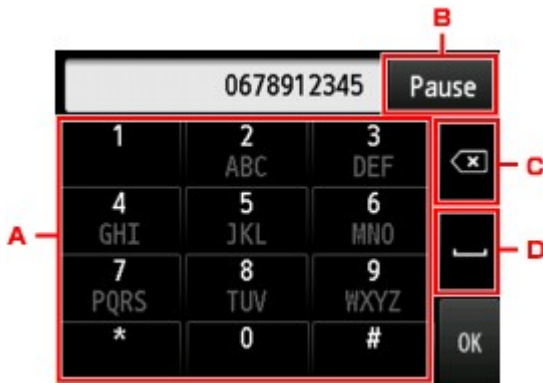 B
0678912345 Pause
1 2 3
ABC DEF
C
4 5 6
GHI JKL MNO
A
D
7 8 9
PQRS TUV WXYZ
* 0 # OK